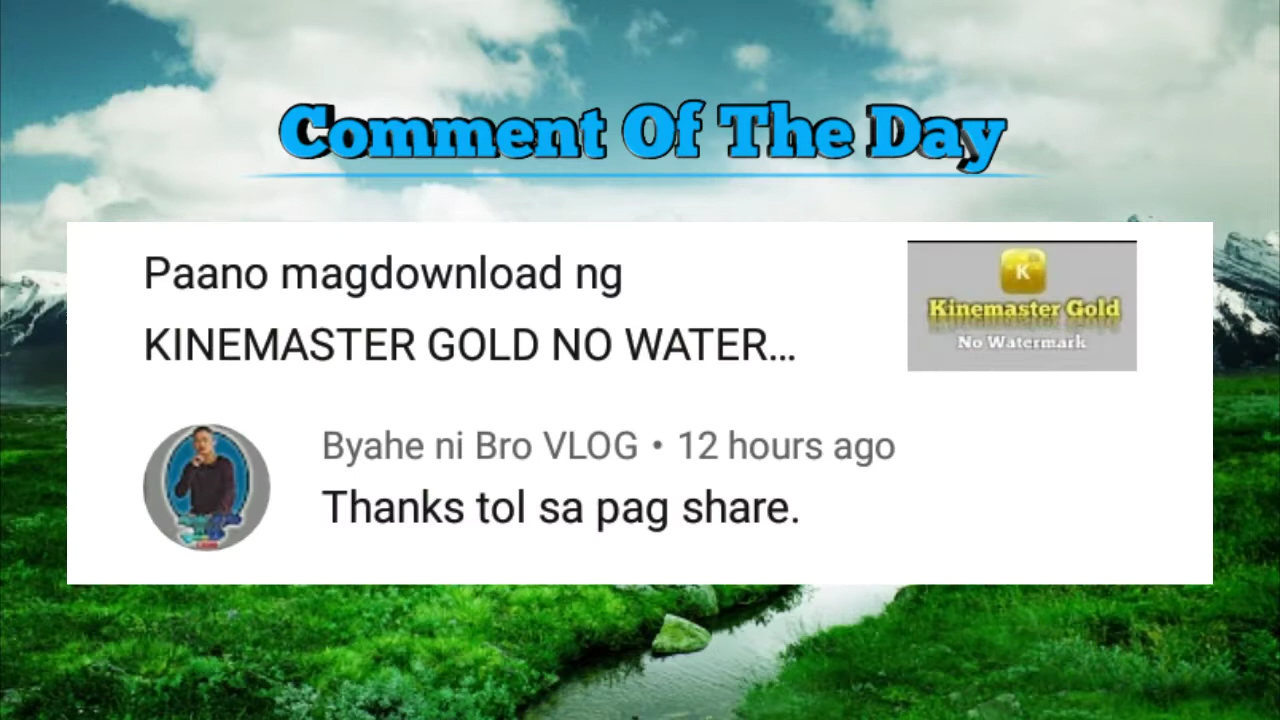 Comment Of The Day
Paano magdownload ng
KINEMASTER GOLD NO WATER...
K
Kinemaster Gold
No Watermark
Byahe ni Bro VLOG • 12 hours ago
Thanks tol sa pag share.